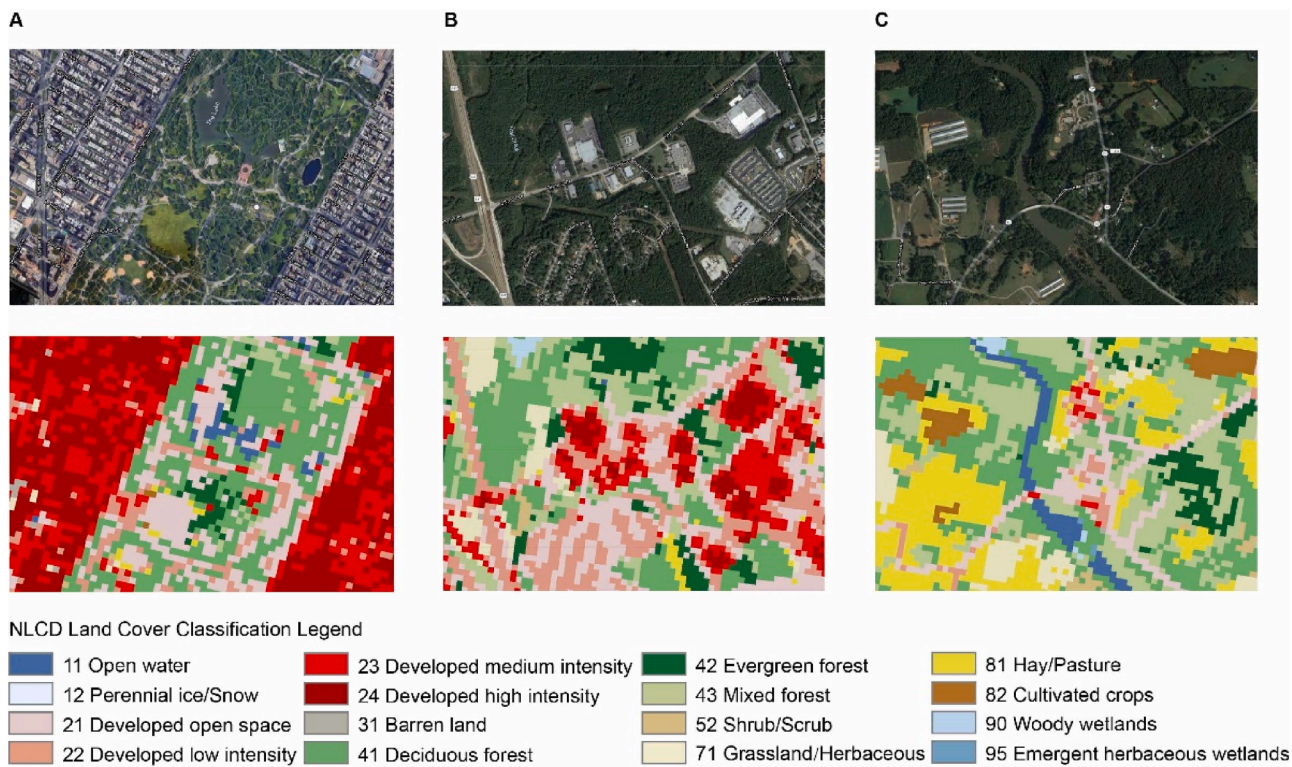 A B C
The Lake
NLCD Land Cover Classification Legend
11 Open water
12 Perennial ice/Snow
21 Developed open space
22 Developed low intensity
23 Developed medium intensity
24 Developed high intensity
31 Barren land
41 Deciduous forest
42 Evergreen forest
43 Mixed forest
52 Shrub/Scrub
71 Grassland/Herbaceous
81 Hay/Pasture
82 Cultivated crops
90 Woody wetlands
95 Emergent herbaceous wetlands